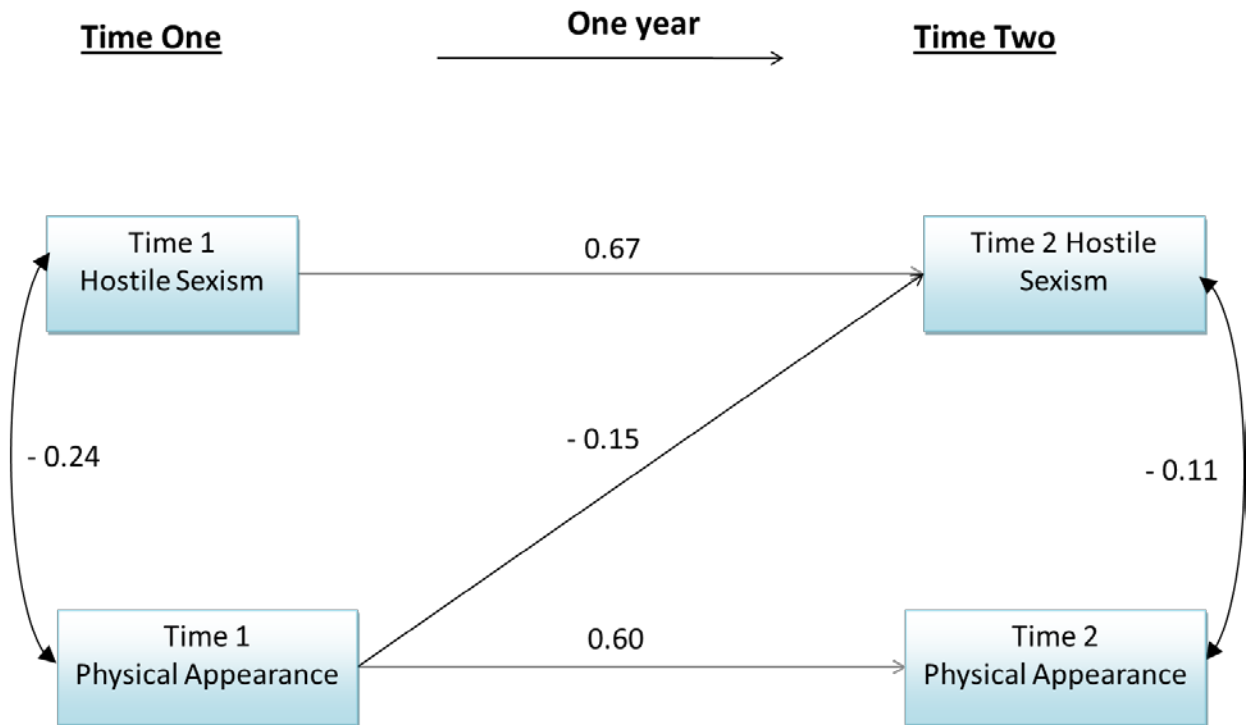 Time One
One year
Time Two
Time 1
Hostile Sexism
0.67
Time 2 Hostile
Sexism
- 0.24
- 0.15
- 0.11
Time 1
Physical Appearance
0.60
Time 2
Physical Appearance